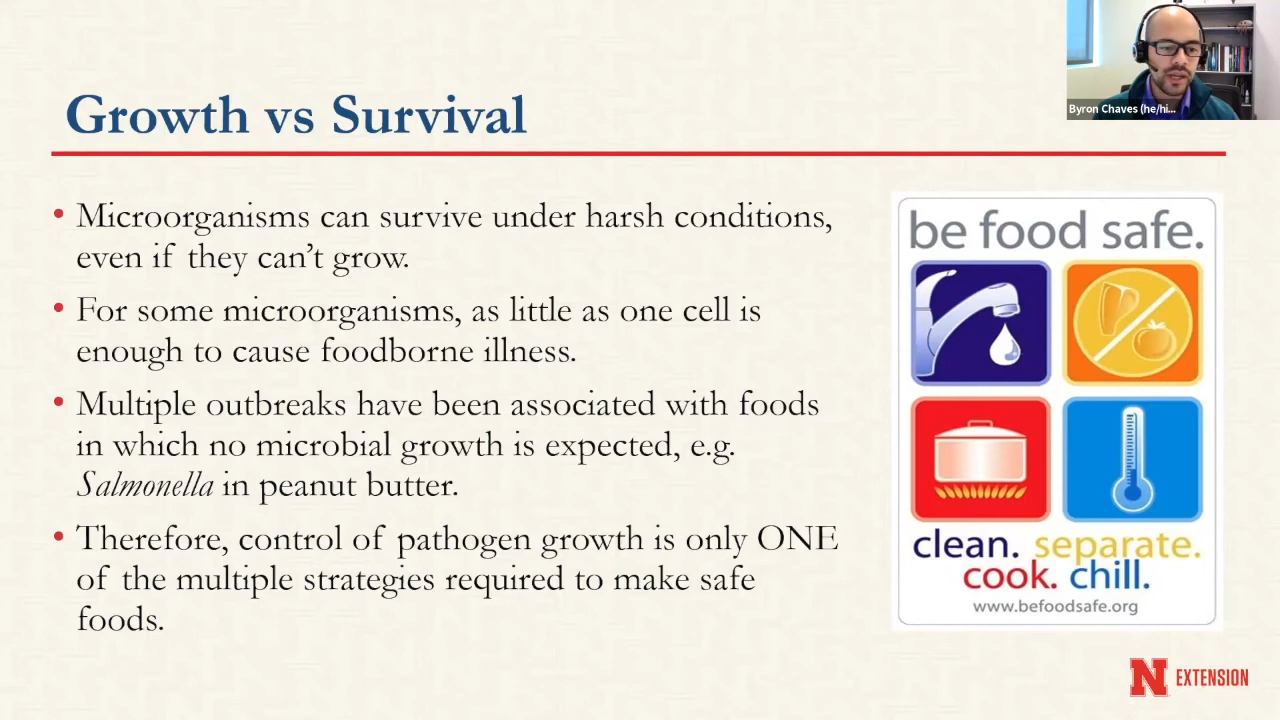 Byron Chaves (he/hi...
Growth vs Survival
• Microorganisms can survive under harsh conditions,
even if they can’t grow.
• For some microorganisms, as little as one cell is
enough to cause foodborne illness.
• Multiple outbreaks have been associated with foods
in which no microbial growth is expected, e.g.
Salmonella in peanut butter.
• Therefore, control of pathogen growth is only ONE
of the multiple strategies required to make safe
foods.
be food safe.
clean. separate.
cook. chill.
www.befoodsafe.org
N EXTENSION